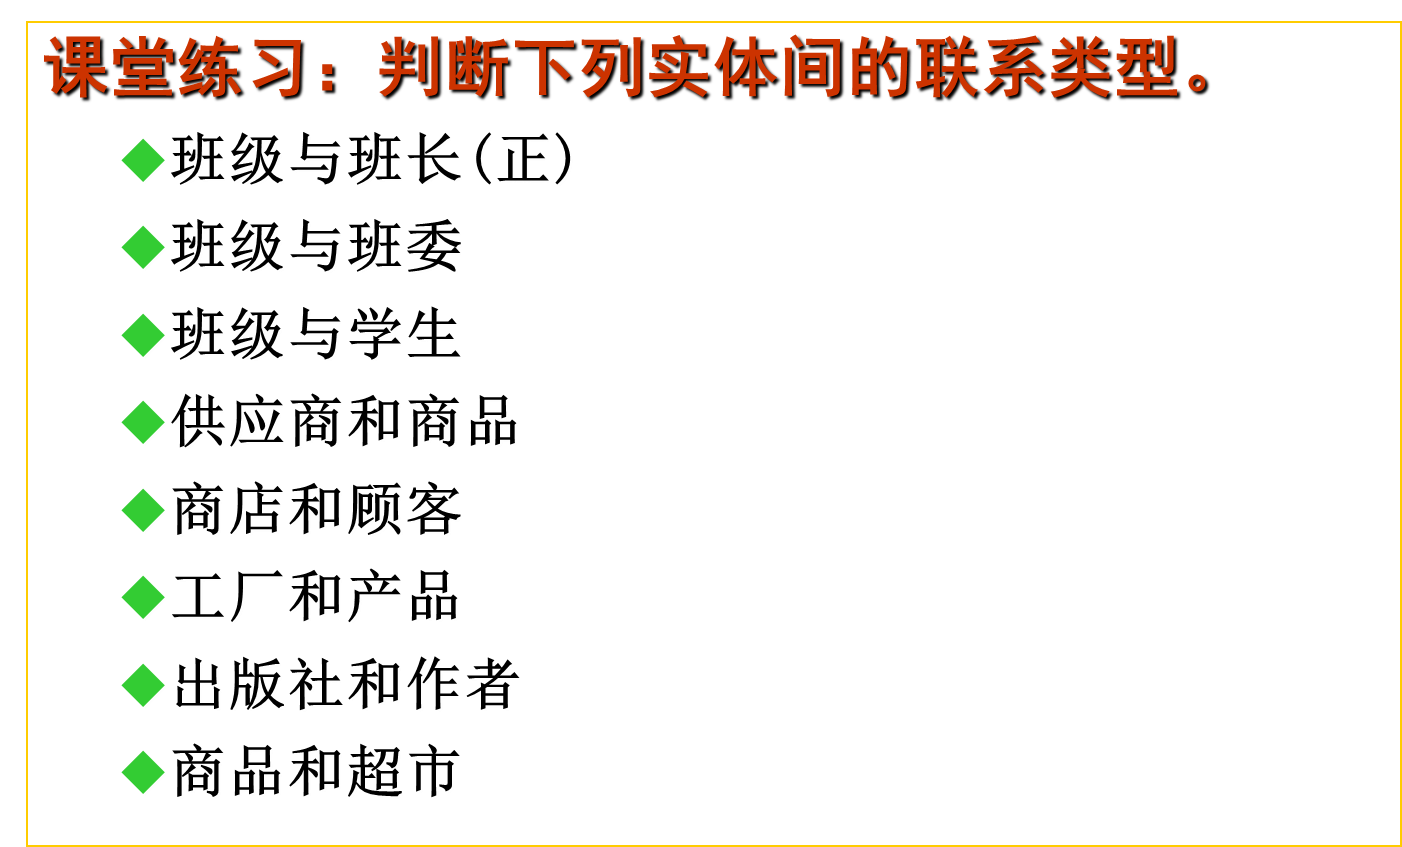 课堂练习：判断下列实体间的联系类型。
◆班级与班长(正)
◆班级与班委
◆班级与学生
◆供应商和商品
◆商店和顾客
◆工厂和产品
◆出版社和作者
◆商品和超市